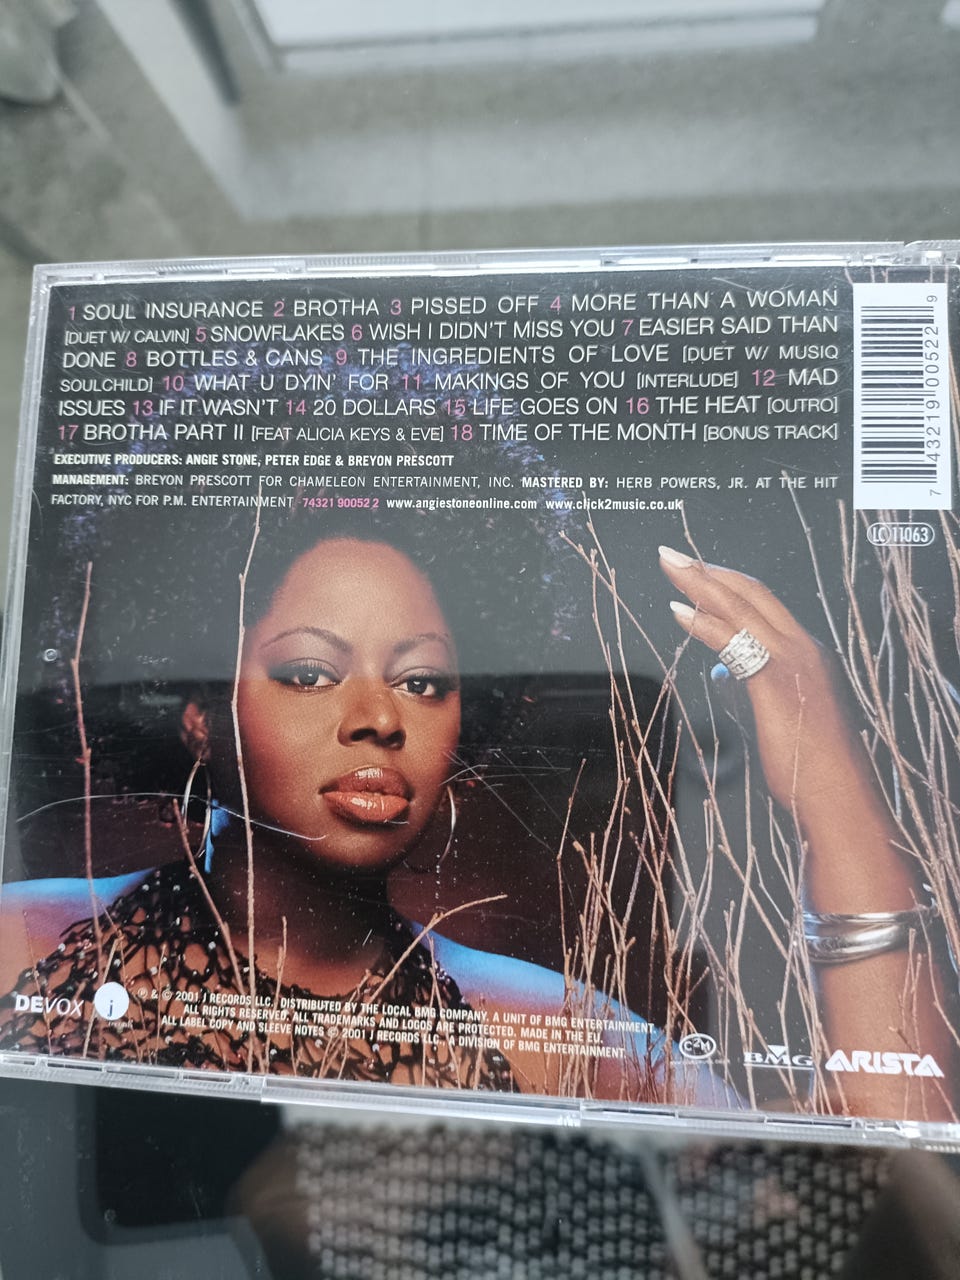 1 SOUL INSURANCE 2 BROTHA 3 PISSED OFF 4 MORE THAN A WOMAN
[DUET W/ CALVIN] 5 SNOWFLAKES 6 WISH I DIDN'T MISS YOU 7 EASIER SAID THAN
DONE 8 BOTTLES & CANS 9 THE INGREDIENTS OF LOVE [DUET W/ MUSIQ
SOULCHILD] 10 WHAT U DYIN' FOR 11 MAKINGS OF YOU [INTERLUDE] 12 MAD
ISSUES 13 IF IT WASN'T 14 20 DOLLARS 15 LIFE GOES ON 16 THE HEAT [OUTRO]
17 BROTHA PART II [FEAT ALICIA KEYS & EVE] 18 TIME OF THE MONTH [BONUS TRACK]
EXECUTIVE PRODUCERS: ANGIE STONE, PETER EDGE & BREYON PRESCOTT
MANAGEMENT: BREYON PRESCOTT FOR CHAMELEON ENTERTAINMENT, INC. MASTERED BY: HERB POWERS, JR. AT THE HIT
FACTORY, NYC FOR P.M. ENTERTAINMENT 74321 90052 2 www.angiestoneonline.com www.click2music.co.uk
7 43219 00522 9
LC 11063
DEVOX
j
℗ & © 2001 J RECORDS LLC. DISTRIBUTED BY THE LOCAL BMG COMPANY. A UNIT OF BMG ENTERTAINMENT.
ALL RIGHTS RESERVED. ALL TRADEMARKS AND LOGOS ARE PROTECTED. MADE IN THE EU.
ALL LABEL COPY AND SLEEVE NOTES © 2001 J RECORDS LLC., A DIVISION OF BMG ENTERTAINMENT.
C2M
BMG
ARISTA